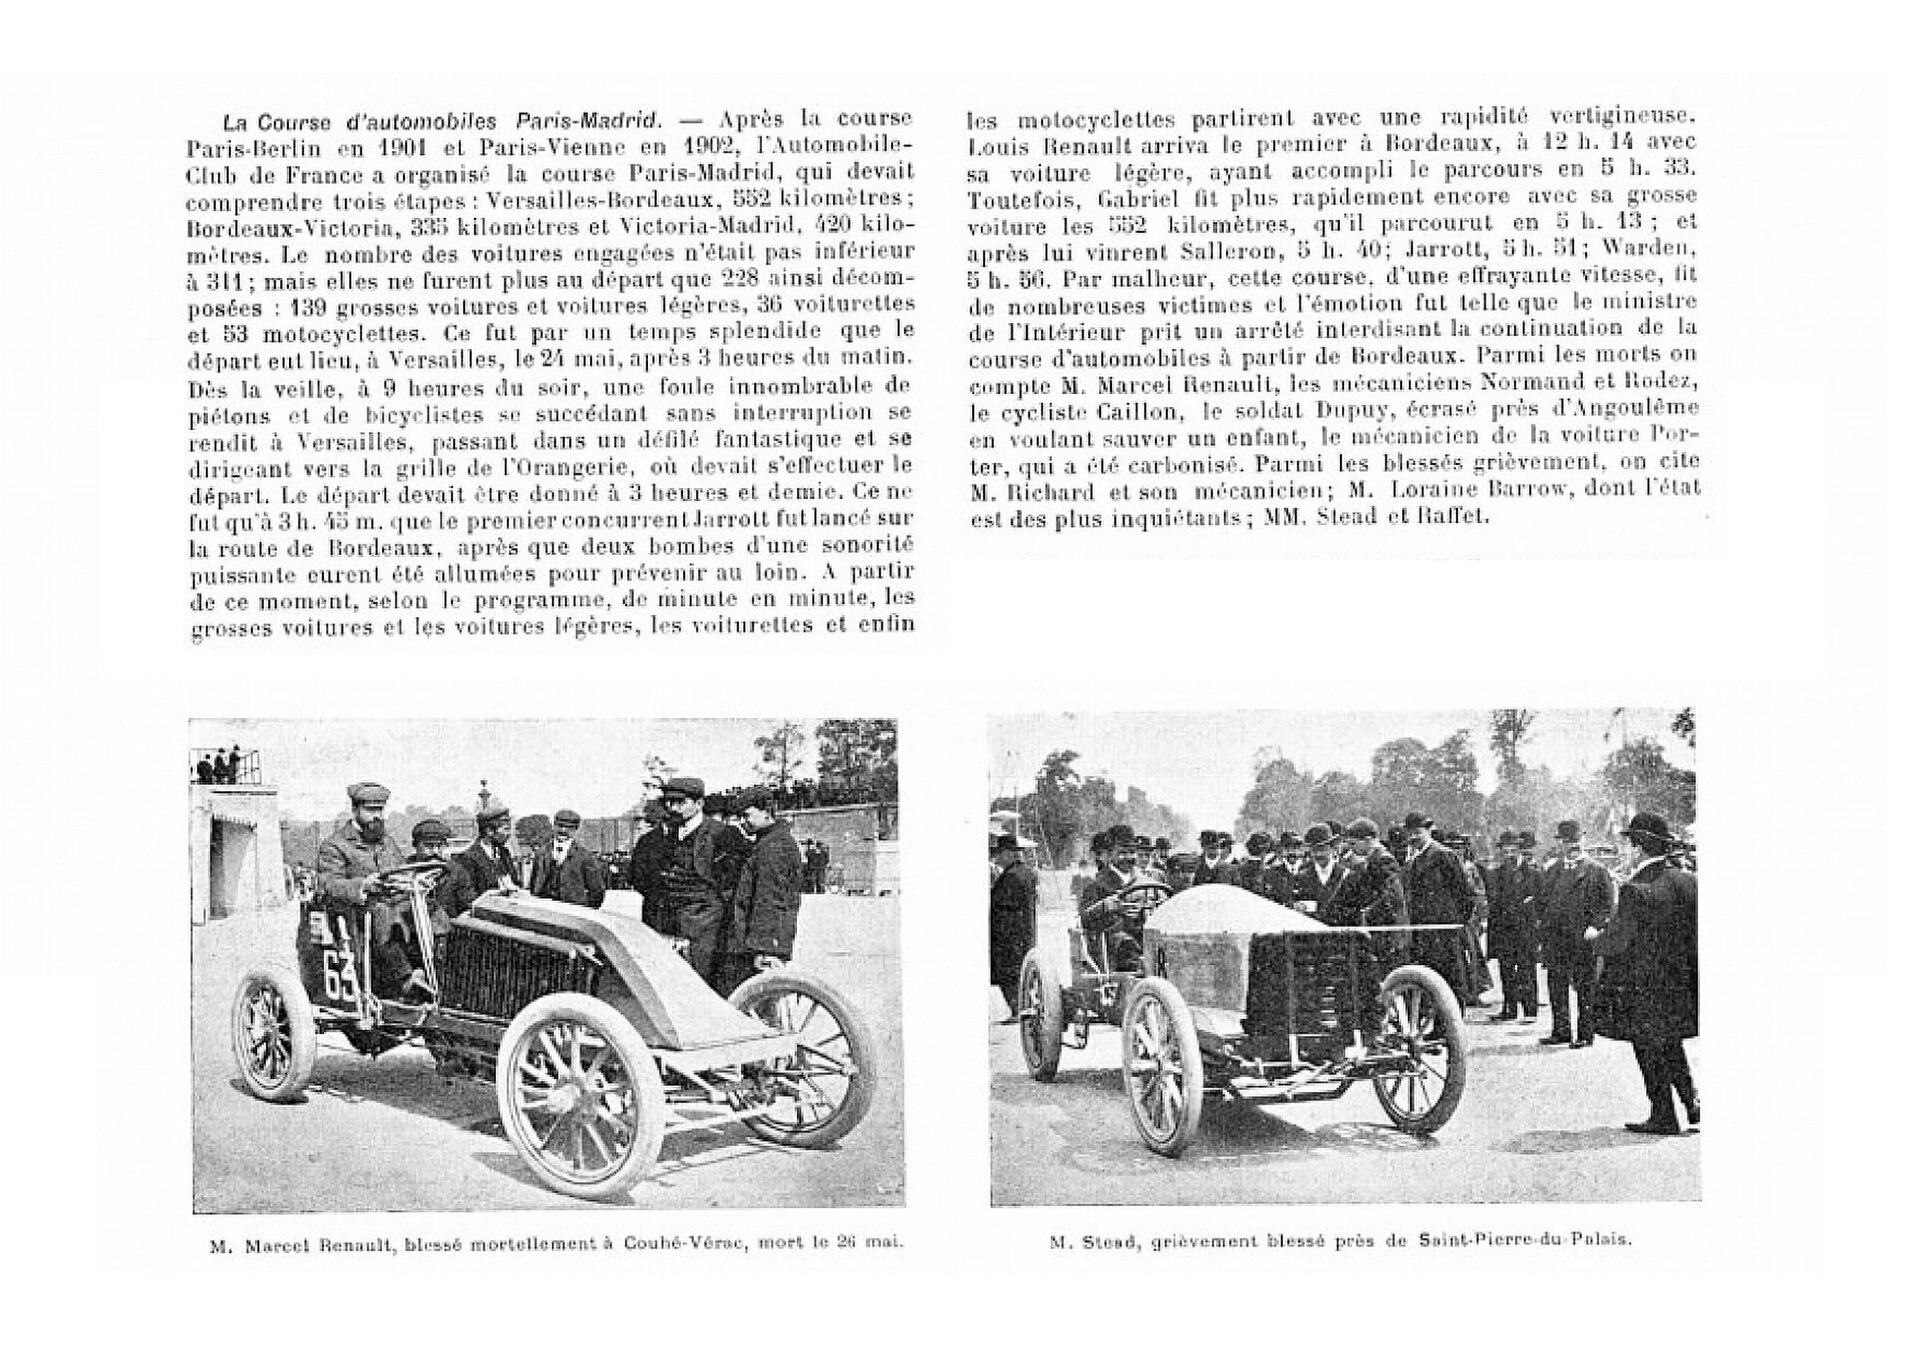 La Course d'automobiles Paris-Madrid. — Après la course
Paris-Berlin en 1901 et Paris-Vienne en 1902, l'Automobile-
Club de France a organisé la course Paris-Madrid, qui devait
comprendre trois étapes : Versailles-Bordeaux, 552 kilomètres ;
Bordeaux-Victoria, 335 kilomètres et Victoria-Madrid, 420 kilo-
mètres. Le nombre des voitures engagées n'était pas inférieur
à 311 ; mais elles ne furent plus au départ que 228 ainsi décom-
posées : 139 grosses voitures et voitures légères, 36 voiturettes
et 53 motocyclettes. Ce fut par un temps splendide que le
départ eut lieu, à Versailles, le 24 mai, après 3 heures du matin.
Dès la veille, à 9 heures du soir, une foule innombrable de
piétons et de bicyclistes se succédant sans interruption se
rendit à Versailles, passant dans un défilé fantastique et se
dirigeant vers la grille de l'Orangerie, où devait s'effectuer le
départ. Le départ devait être donné à 3 heures et demie. Ce ne
fut qu'à 3 h. 45 m. que le premier concurrent Jarrott fut lancé sur
la route de Bordeaux, après que deux bombes d'une sonorité
puissante eurent été allumées pour prévenir au loin. A partir
de ce moment, selon le programme, de minute en minute, les
grosses voitures et les voitures légères, les voiturettes et enfin
les motocyclettes partirent avec une rapidité vertigineuse.
Louis Renault arriva le premier à Bordeaux, à 12 h. 14 avec
sa voiture légère, ayant accompli le parcours en 5 h. 33.
Toutefois, Gabriel fit plus rapidement encore avec sa grosse
voiture les 552 kilomètres, qu'il parcourut en 5 h. 13 ; et
après lui vinrent Salleron, 5 h. 40; Jarrott, 5 h. 51; Warden,
5 h. 56. Par malheur, cette course, d'une effrayante vitesse, fit
de nombreuses victimes et l'émotion fut telle que le ministre
de l'Intérieur prit un arrêté interdisant la continuation de la
course d'automobiles à partir de Bordeaux. Parmi les morts on
compte M. Marcel Renault, les mécaniciens Normand et Rodez,
le cycliste Caillon, le soldat Dupuy, écrasé près d'Angoulême
en voulant sauver un enfant, le mécanicien de la voiture Por-
ter, qui a été carbonisé. Parmi les blessés grièvement, on cite
M. Richard et son mécanicien; M. Loraine Barrow, dont l'état
est des plus inquiétants ; MM. Stead et Raffet.
63
M. Marcel Renault, blessé mortellement à Couhé-Vérac, mort le 26 mai.
M. Stead, grièvement blessé près de Saint-Pierre-du-Palais.